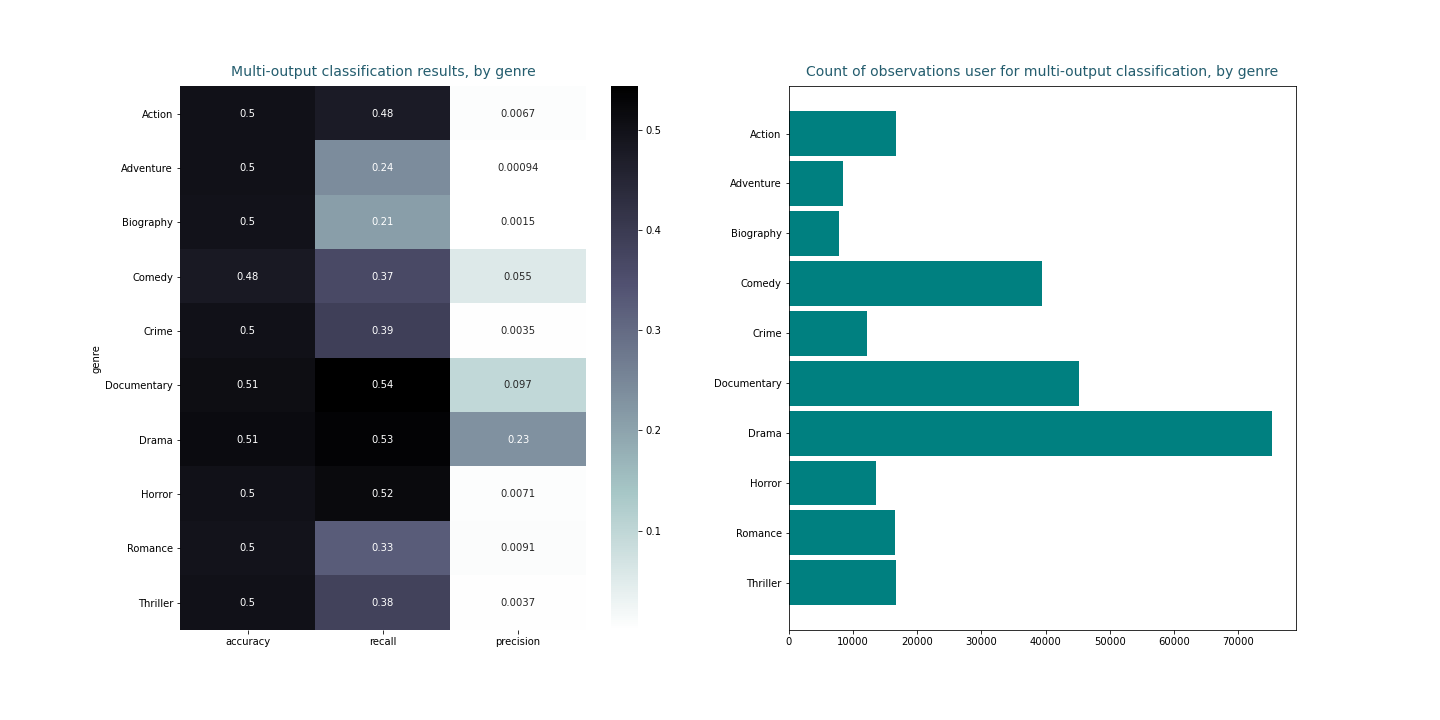 Multi-output classification results, by genre
genre
Action 0.5 0.48 0.0067
Adventure 0.5 0.24 0.00094
Biography 0.5 0.21 0.0015
Comedy 0.48 0.37 0.055
Crime 0.5 0.39 0.0035
Documentary 0.51 0.54 0.097
Drama 0.51 0.53 0.23
Horror 0.5 0.52 0.0071
Romance 0.5 0.33 0.0091
Thriller 0.5 0.38 0.0037
accuracy recall precision
0.5
0.4
0.3
0.2
0.1
Count of observations user for multi-output classification, by genre
Action
Adventure
Biography
Comedy
Crime
Documentary
Drama
Horror
Romance
Thriller
0 10000 20000 30000 40000 50000 60000 70000